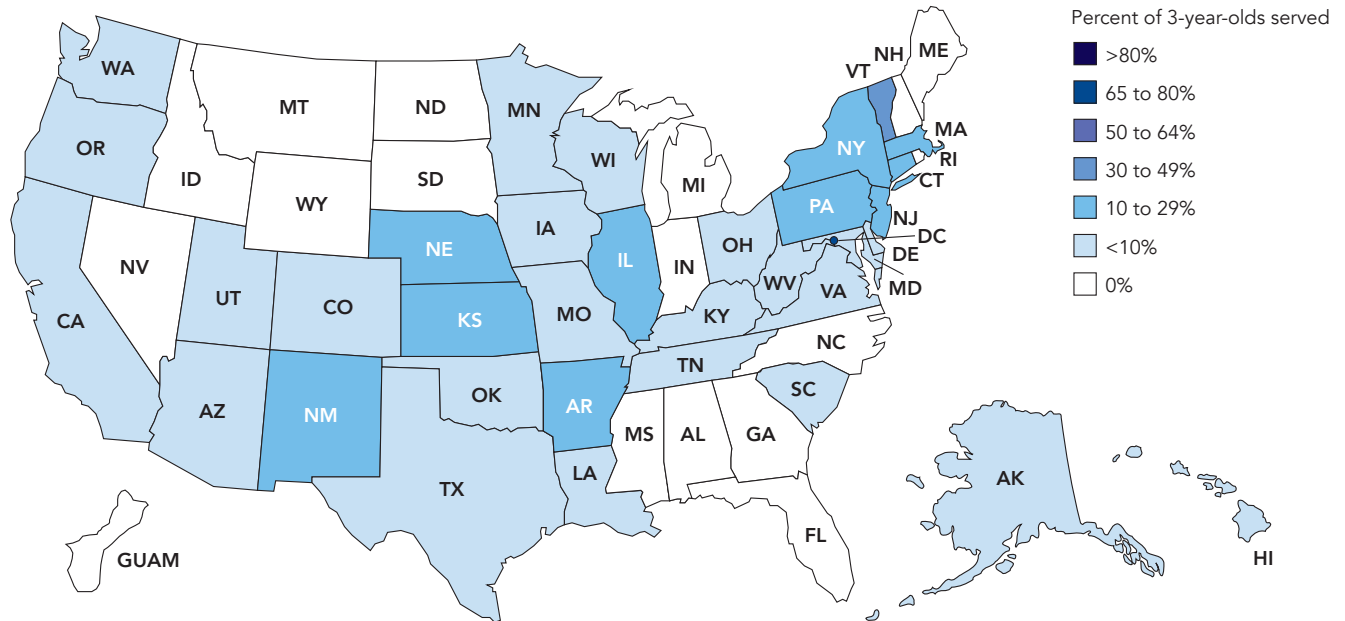 Percent of 3-year-olds served
>80%
65 to 80%
50 to 64%
30 to 49%
10 to 29%
<10%
0%
WA
MT
ND
MN
VT
NH
ME
OR
ID
SD
WI
MI
NY
MA
RI
CT
WY
NE
IA
PA
NJ
DC
DE
MD
NV
UT
CO
KS
MO
IL
IN
OH
WV
VA
KY
CA
AZ
NM
OK
AR
TN
NC
SC
TX
LA
MS
AL
GA
FL
GUAM
AK
HI